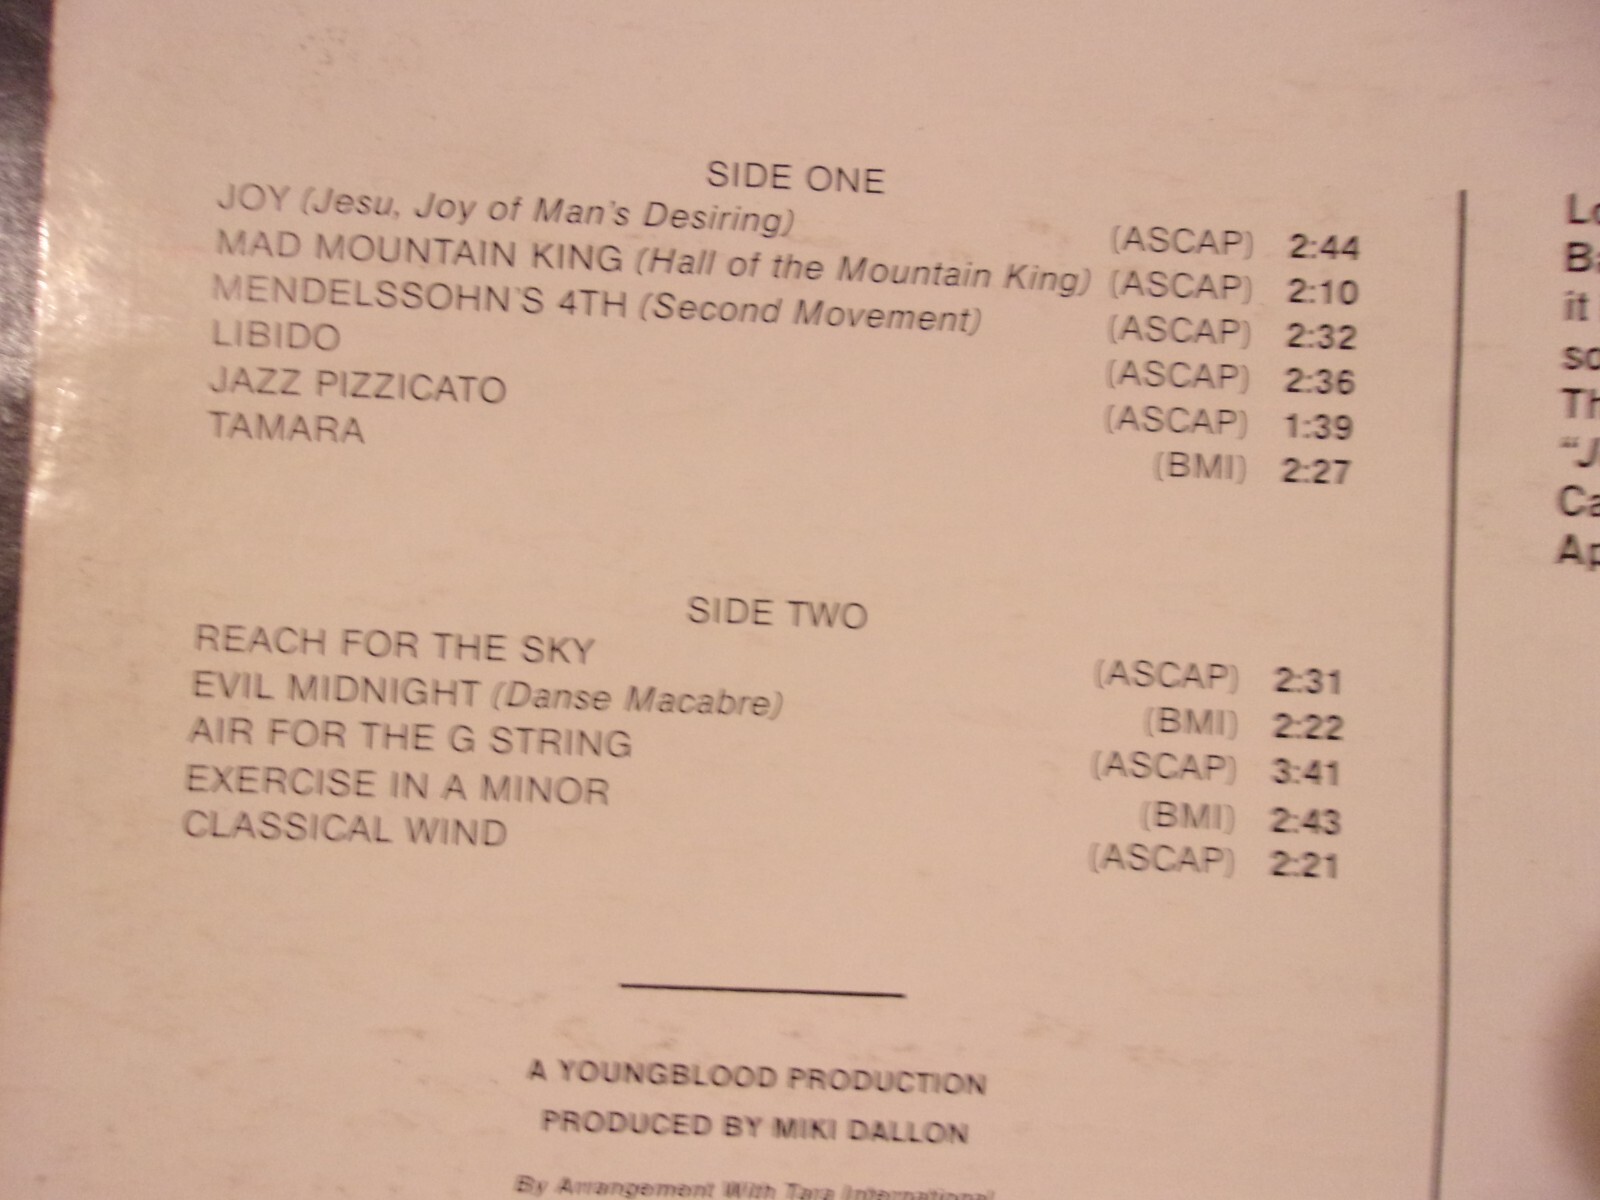 SIDE ONE
JOY (Jesu, Joy of Man's Desiring) (ASCAP) 2:44
MAD MOUNTAIN KING (Hall of the Mountain King) (ASCAP) 2:10
MENDELSSOHN'S 4TH (Second Movement) (ASCAP) 2:32
LIBIDO (ASCAP) 2:36
JAZZ PIZZICATO (ASCAP) 1:39
TAMARA (BMI) 2:27
SIDE TWO
REACH FOR THE SKY (ASCAP) 2:31
EVIL MIDNIGHT (Danse Macabre) (BMI) 2:22
AIR FOR THE G STRING (ASCAP) 3:41
EXERCISE IN A MINOR (BMI) 2:43
CLASSICAL WIND (ASCAP) 2:21
A YOUNGBLOOD PRODUCTION
PRODUCED BY MIKI DALLON
By Arrangement With Tara International
it